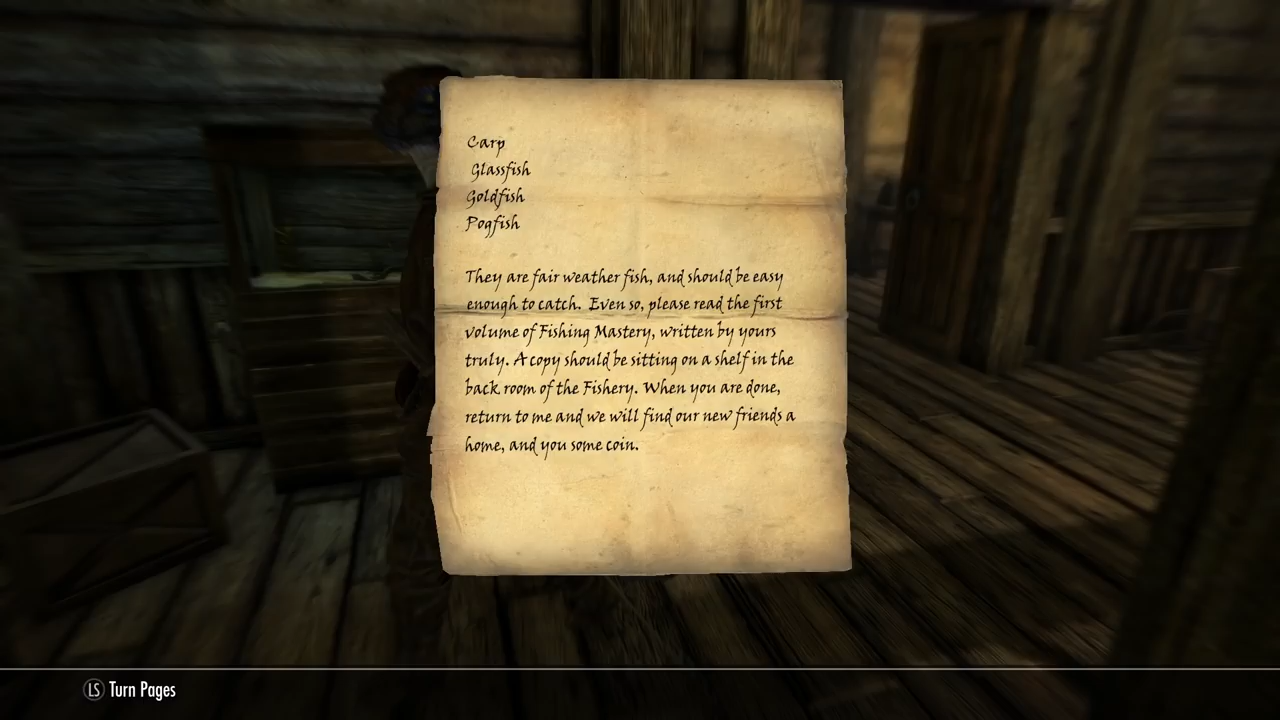 Carp
Glassfish
Goldfish
Pogfish
They are fair weather fish, and should be easy
enough to catch. Even so, please read the first
volume of Fishing Mastery, written by yours
truly. A copy should be sitting on a shelf in the
back room of the Fishery. When you are done,
return to me and we will find our new friends a
home, and you some coin.
LS Turn Pages